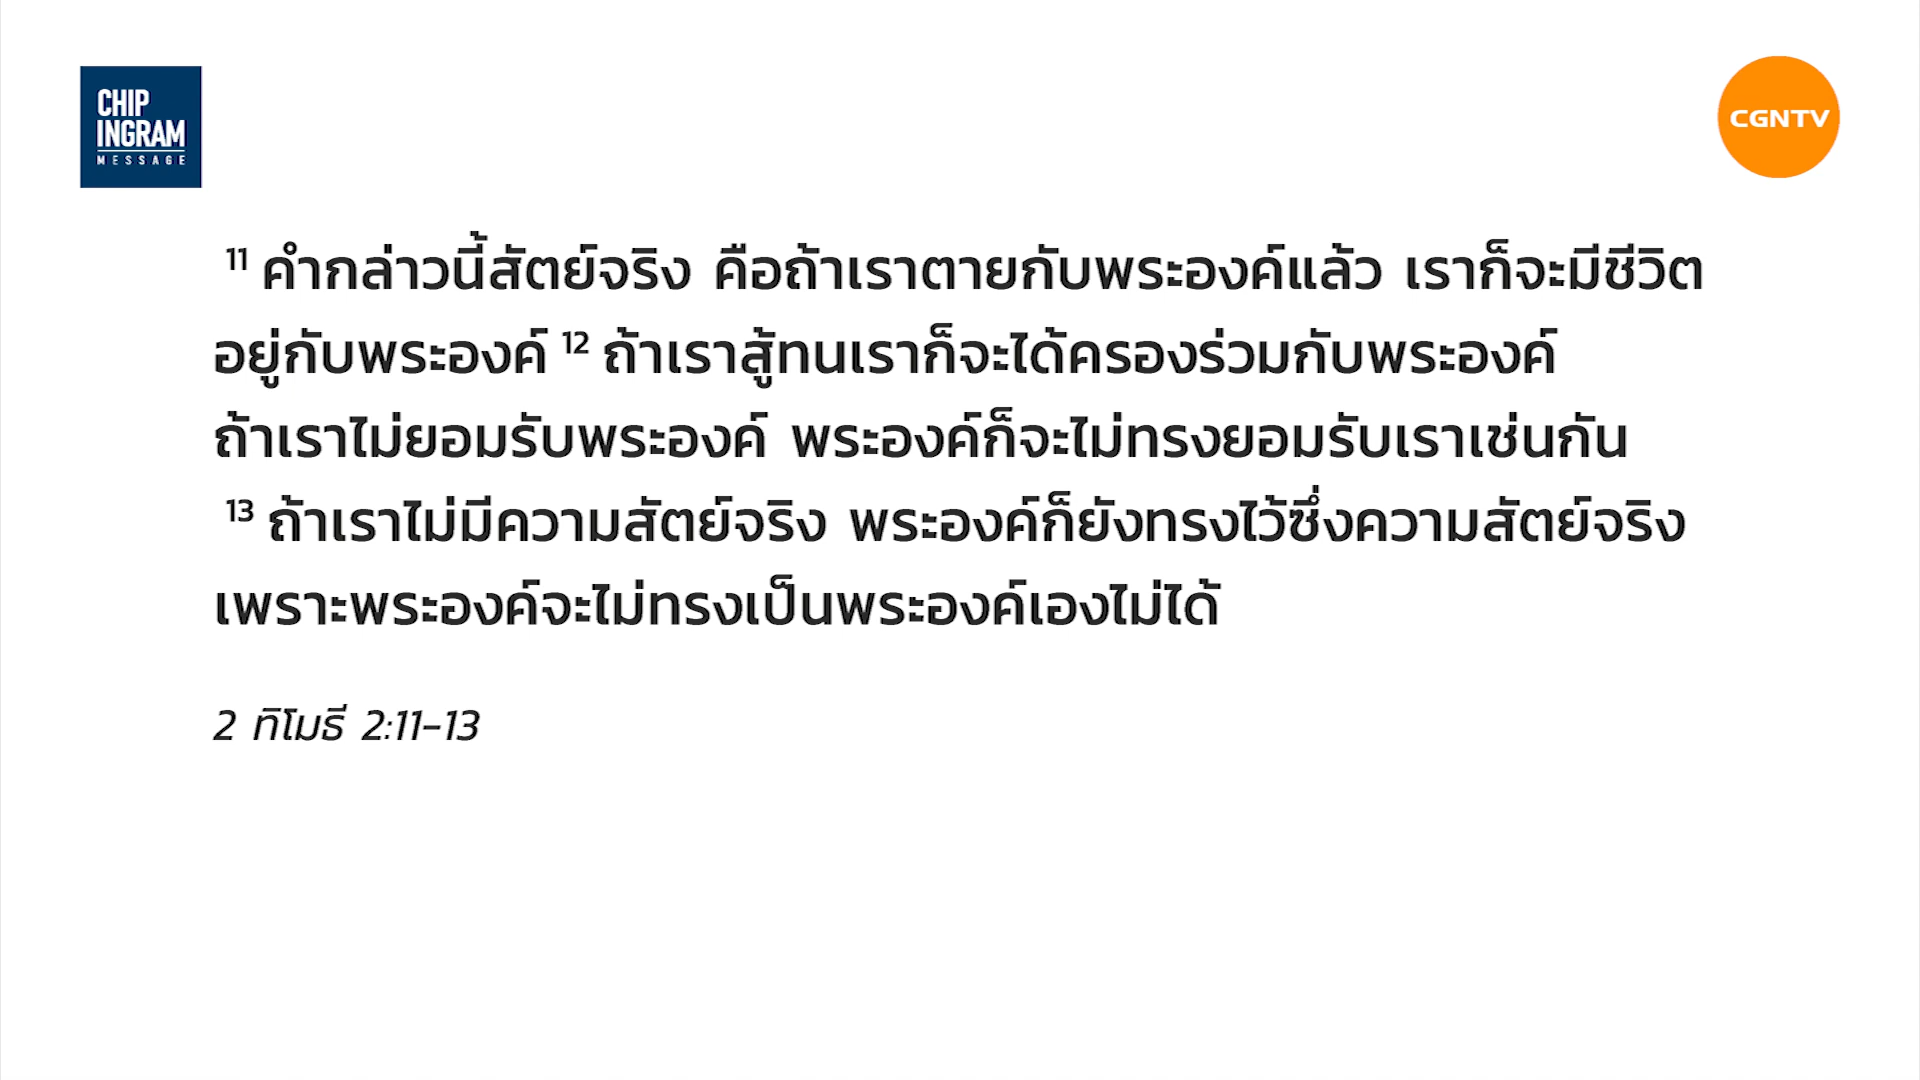 CHIP
INGRAM
MESSAGE
CGNTV
11 คำกล่าวนี้สัตย์จริง คือถ้าเราตายกับพระองค์แล้ว เราก็จะมีชีวิต
อยู่กับพระองค์ 12 ถ้าเราสู้ทนเราก็จะได้ครองร่วมกับพระองค์
ถ้าเราไม่ยอมรับพระองค์ พระองค์ก็จะไม่ทรงยอมรับเราเช่นกัน
13 ถ้าเราไม่มีความสัตย์จริง พระองค์ก็ยังทรงไว้ซึ่งความสัตย์จริง
เพราะพระองค์จะไม่ทรงเป็นพระองค์เองไม่ได้
2 ทิโมธี 2:11-13